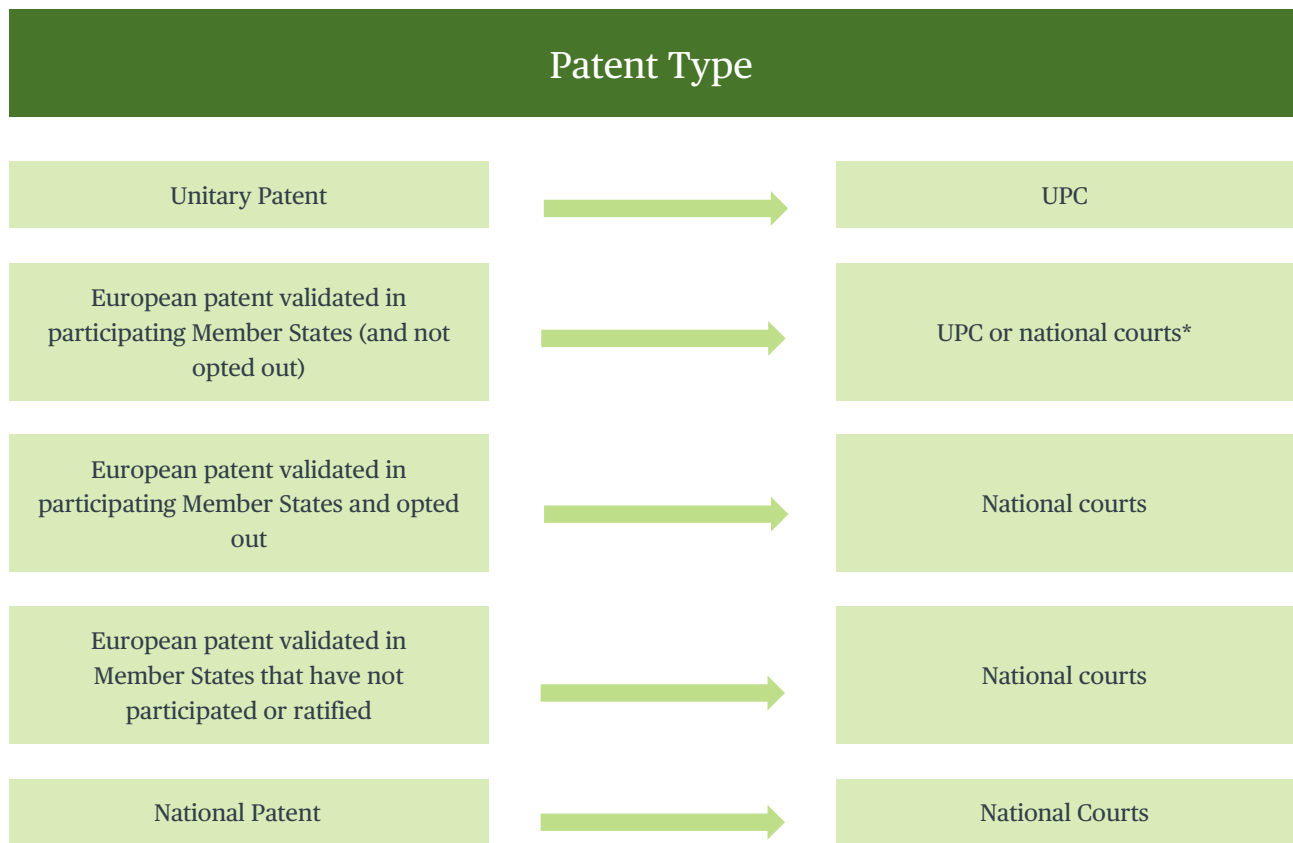 Patent Type
Unitary Patent
UPC
European patent validated in
participating Member States (and not
opted out)
UPC or national courts*
European patent validated in
participating Member States and opted
out
National courts
European patent validated in
Member States that have not
participated or ratified
National courts
National Patent
National Courts